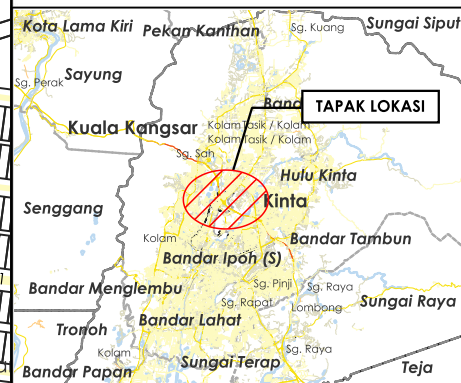 Kota Lama Kiri
Pekan Kanthan
Sg. Kuang
Sungai Siput
Sayung
Sg. Perak
Band
TAPAK LOKASI
Kuala Kangsar
Kolam Tasik / Kolam
Kolam Tasik / Kolam
Sg. Sah
Hulu Kinta
Kinta
Senggang
Kolam
Bandar Tambun
Bandar Ipoh (S)
Sg. Pinji
Sg. Raya
Bandar Menglembu
Sg. Rapat
Lombong
Sungai Raya
Bandar Lahat
Tronoh
Kolam
Sg. Raya
Sungai Terap
Bandar Papan
Teja